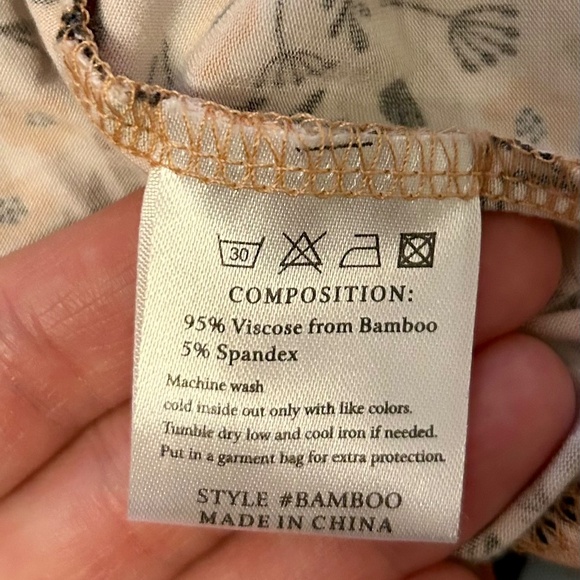 30
COMPOSITION:
95% Viscose from Bamboo
5% Spandex
Machine wash
cold inside out only with like colors.
Tumble dry low and cool iron if needed.
Put in a garment bag for extra protection.
STYLE #BAMBOO
MADE IN CHINA